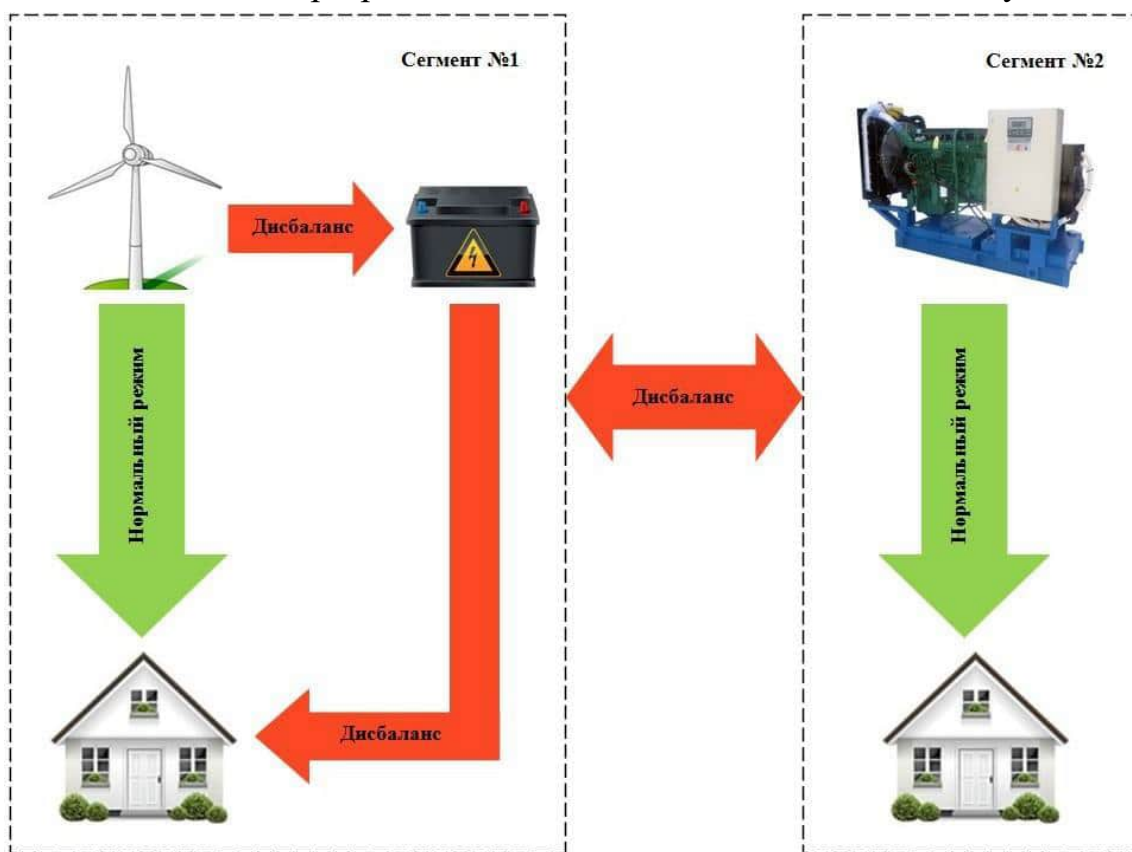 Сегмент №1
Сегмент №2
Дисбаланс
Нормальный режим
Дисбаланс
Нормальный режим
Дисбаланс